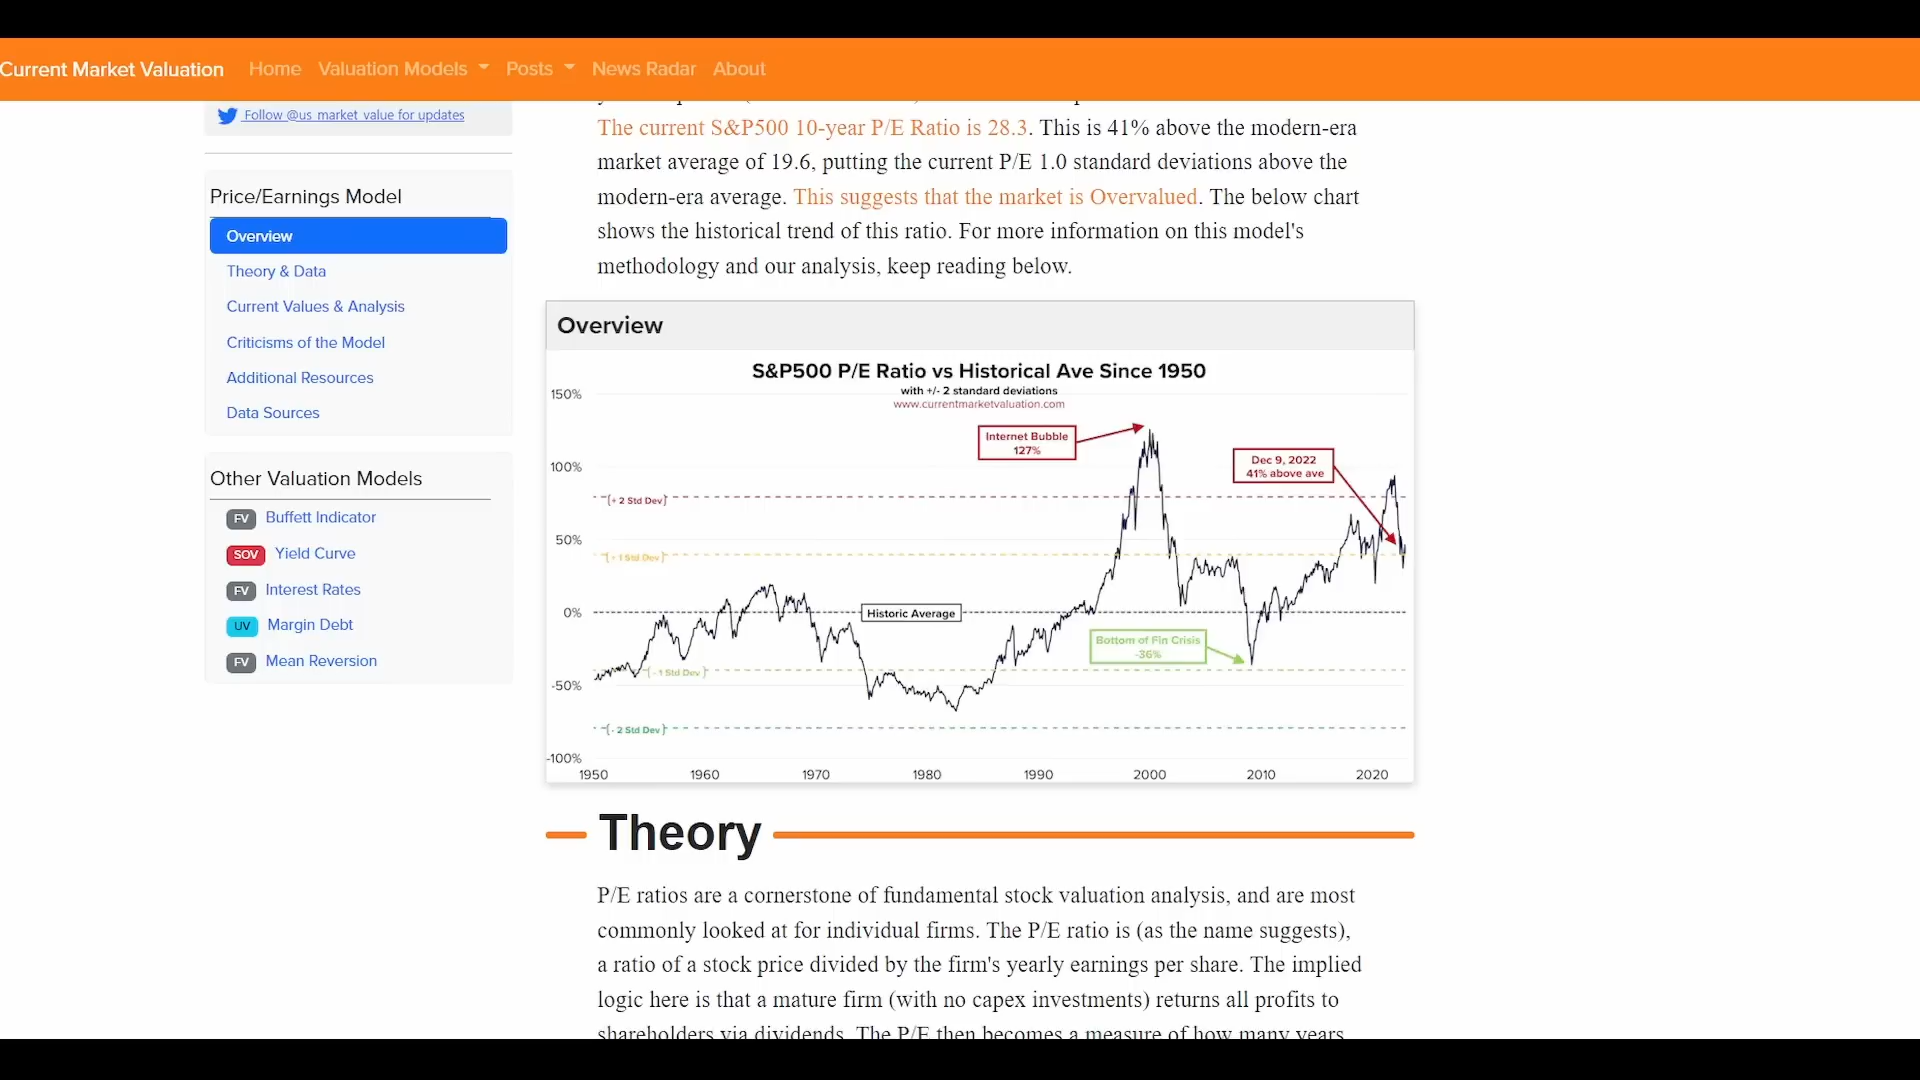 Current Market Valuation Home Valuation Models Posts News Radar About
Follow @us_market_value for updates
Price/Earnings Model
Overview
Theory & Data
Current Values & Analysis
Criticisms of the Model
Additional Resources
Data Sources
Other Valuation Models
FV Buffett Indicator
SOV Yield Curve
FV Interest Rates
UV Margin Debt
FV Mean Reversion
The current S&P500 10-year P/E Ratio is 28.3. This is 41% above the modern-era
market average of 19.6, putting the current P/E 1.0 standard deviations above the
modern-era average. This suggests that the market is Overvalued. The below chart
shows the historical trend of this ratio. For more information on this model's
methodology and our analysis, keep reading below.
Overview
S&P500 P/E Ratio vs Historical Ave Since 1950
with +/- 2 standard deviations
www.currentmarketvaluation.com
150%
100%
50%
0%
-50%
-100%
Internet Bubble
127%
Dec 9, 2022
41% above ave
+ 2 Std Dev
+ 1 Std Dev
Historic Average
Bottom of Fin Crisis
-36%
- 1 Std Dev
- 2 Std Dev
1950 1960 1970 1980 1990 2000 2010 2020
Theory
P/E ratios are a cornerstone of fundamental stock valuation analysis, and are most
commonly looked at for individual firms. The P/E ratio is (as the name suggests),
a ratio of a stock price divided by the firm's yearly earnings per share. The implied
logic here is that a mature firm (with no capex investments) returns all profits to
shareholders via dividends. The P/E then becomes a measure of how many years